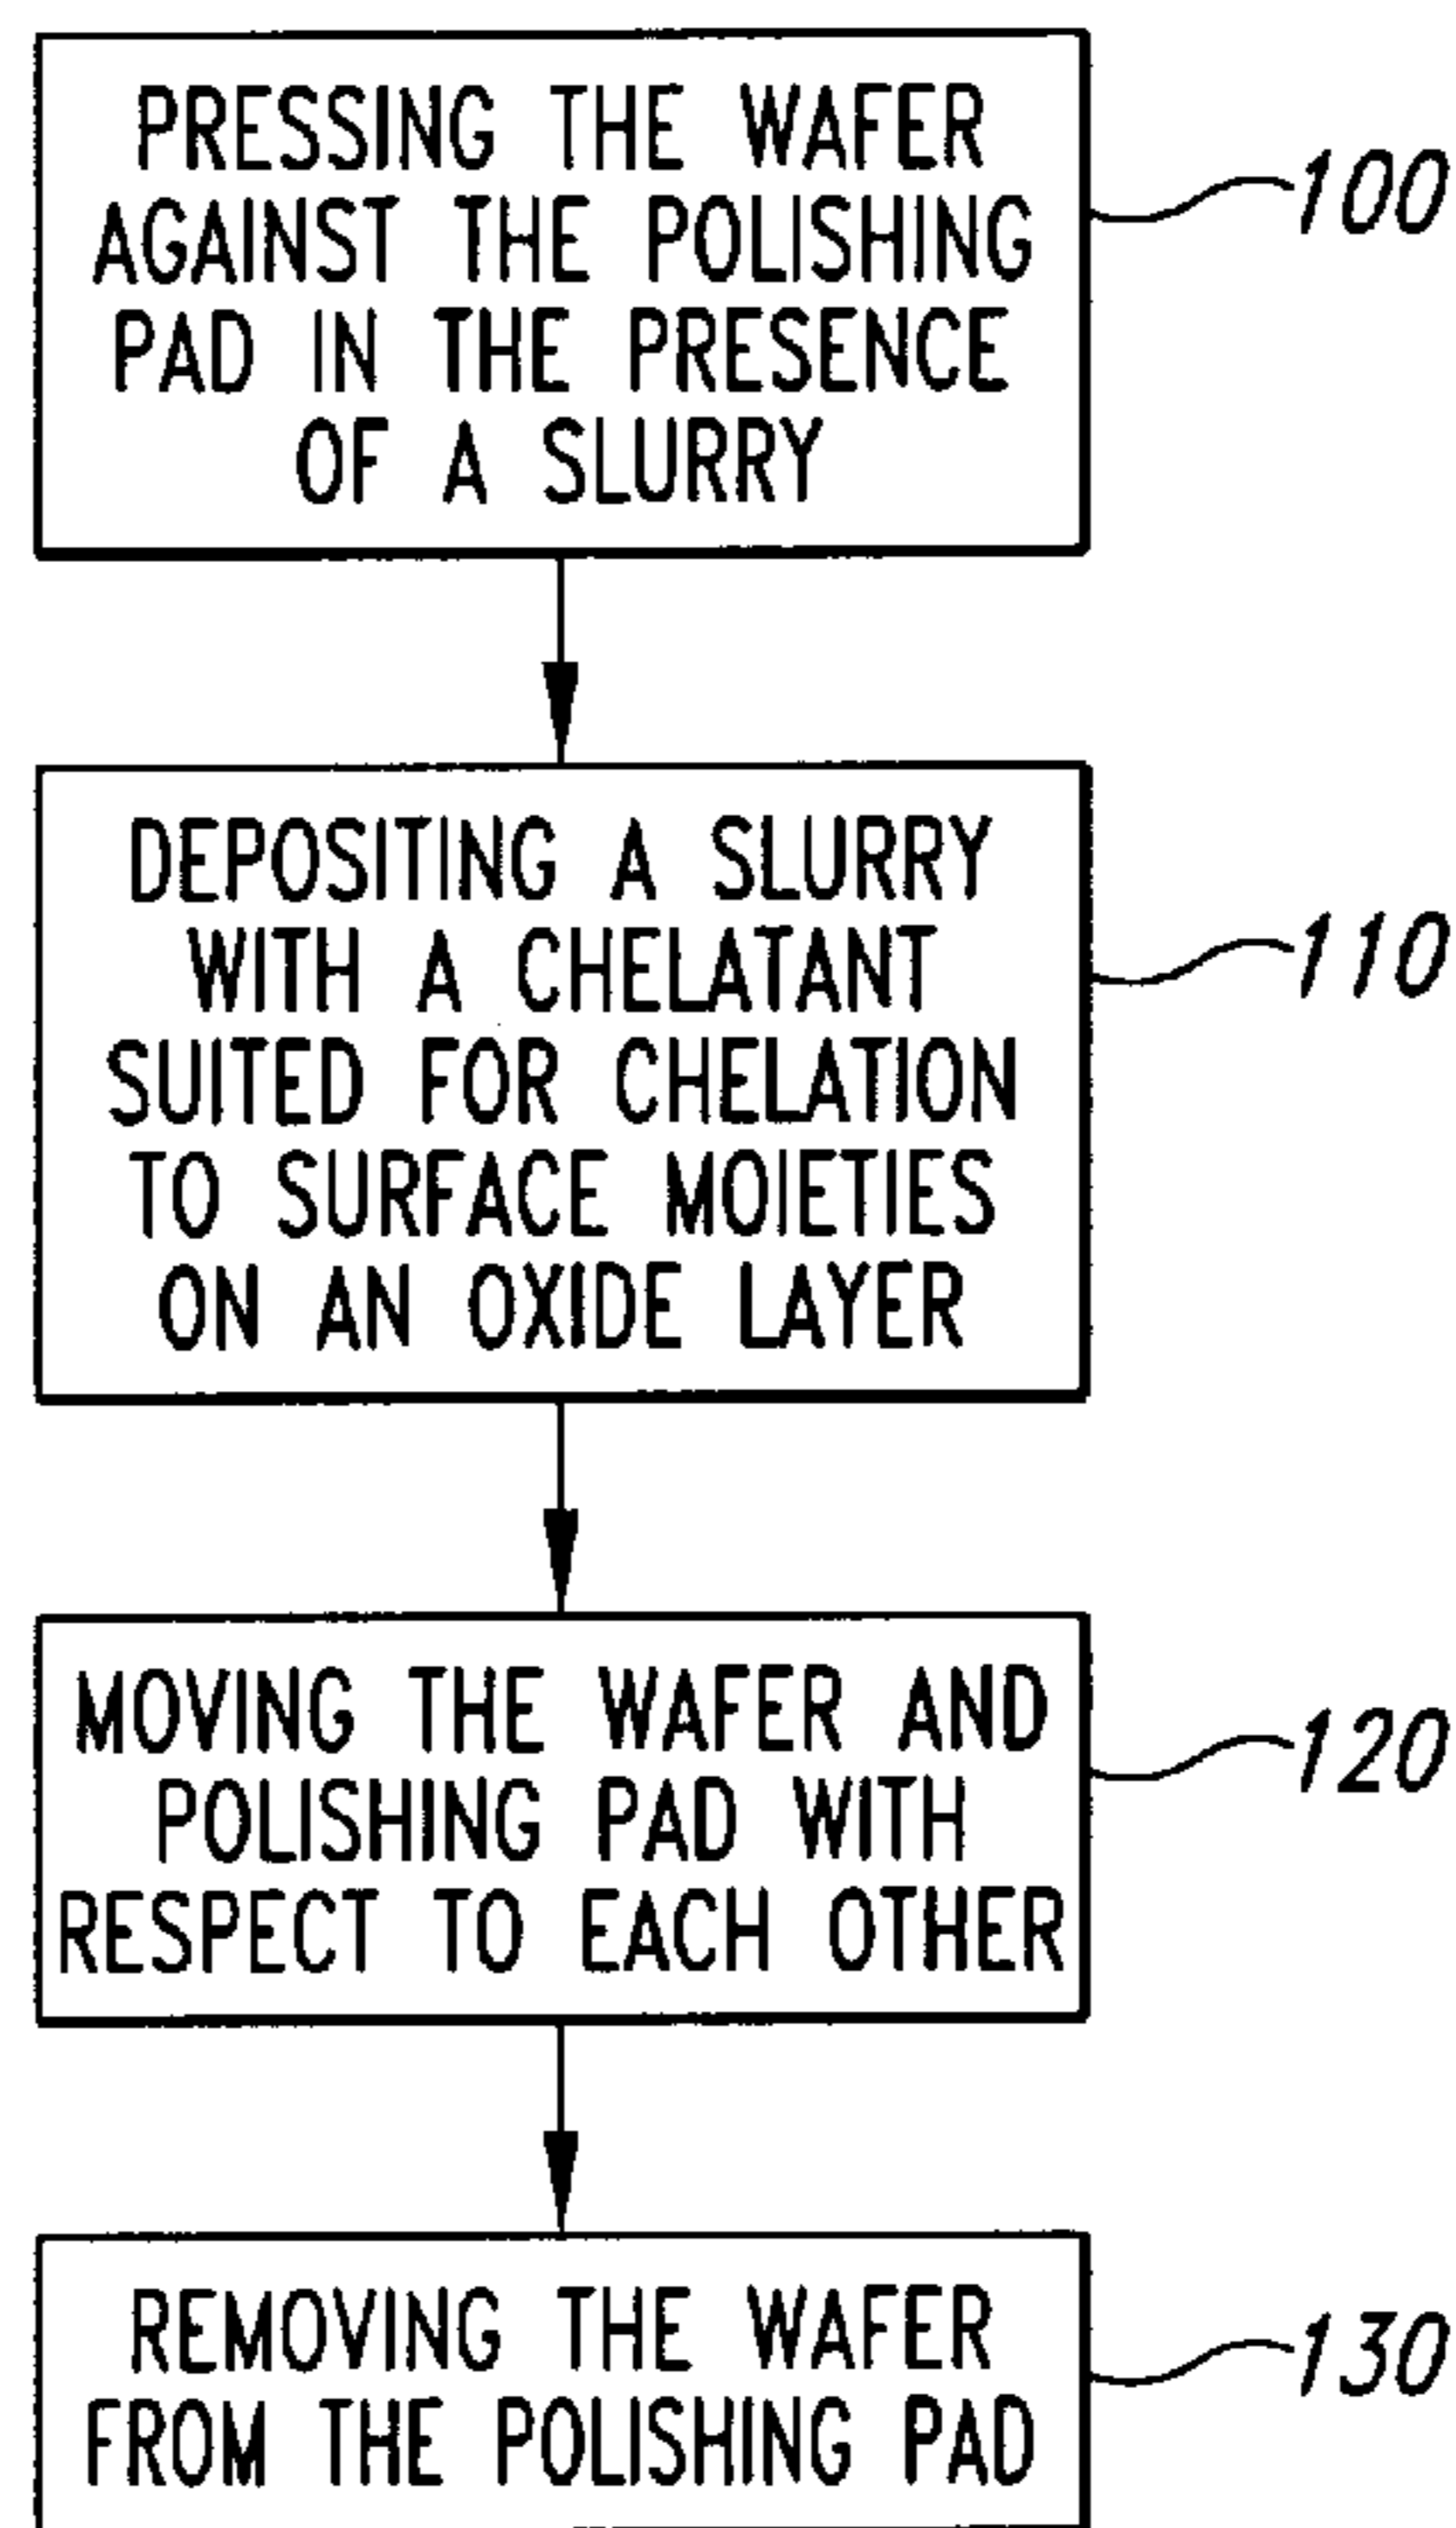 PRESSING THE WAFER
AGAINST THE POLISHING
PAD IN THE PRESENCE
OF A SLURRY
100
DEPOSITING A SLURRY
WITH A CHELATANT
SUITED FOR CHELATION
TO SURFACE MOIETIES
ON AN OXIDE LAYER
110
MOVING THE WAFER AND
POLISHING PAD WITH
RESPECT TO EACH OTHER
120
REMOVING THE WAFER
FROM THE POLISHING PAD
130